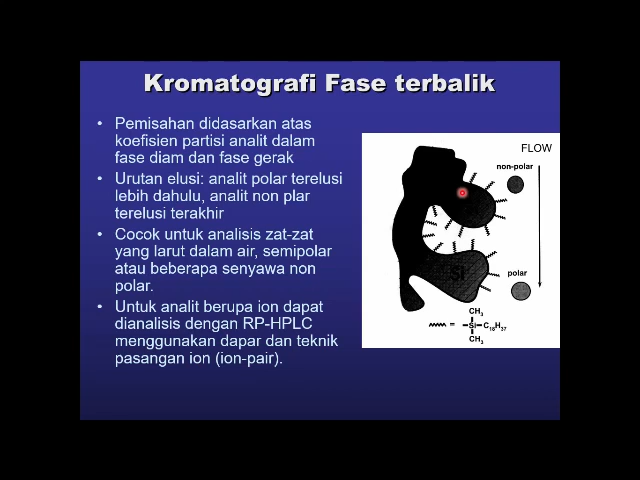 Kromatografi Fase terbalik
• Pemisahan didasarkan atas
koefisien partisi analit dalam
fase diam dan fase gerak
• Urutan elusi: analit polar terelusi
lebih dahulu, analit non plar
terelusi terakhir
• Cocok untuk analisis zat-zat
yang larut dalam air, semipolar
atau beberapa senyawa non
polar.
• Untuk analit berupa ion dapat
dianalisis dengan RP-HPLC
menggunakan dapar dan teknik
pasangan ion (ion-pair).
FLOW
non-polar
Si
polar
CH₃
= –Si–C₁₈H₃₇
CH₃